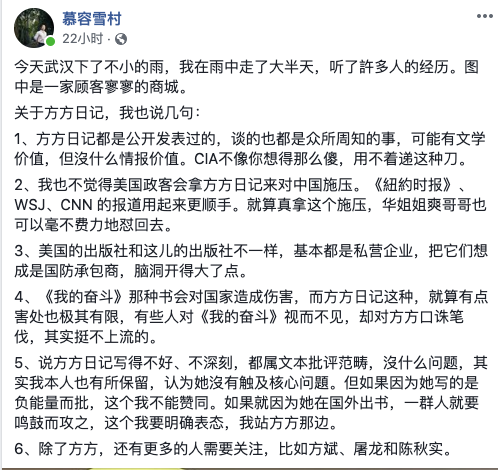 慕容雪村
22小时 ·
今天武汉下了不小的雨，我在雨中走了大半天，听了許多人的经历。图
中是一家顾客寥寥的商城。
关于方方日记，我也说几句：
1、方方日记都是公开发表过的，谈的也都是众所周知的事，可能有文学
价值，但沒什么情报价值。CIA不像你想得那么傻，用不着递这种刀。
2、我也不觉得美国政客会拿方方日记来对中国施压。《紐約时报》、
WSJ、CNN 的报道用起来更顺手。就算真拿这个施压，华姐姐爽哥哥也
可以毫不费力地怼回去。
3、美国的出版社和这儿的出版社不一样，基本都是私营企业，把它们想
成是国防承包商，脑洞开得大了点。
4、《我的奋斗》那种书会对国家造成伤害，而方方日记这种，就算有点
害处也极其有限，有些人对《我的奋斗》视而不见，却对方方口诛笔
伐，其实挺不上流的。
5、说方方日记写得不好、不深刻，都属文本批评范畴，沒什么问题，其
实我本人也有所保留，认为她沒有触及核心问題。但如果因为她写的是
负能量而批，这个我不能赞同。如果就因为她在国外出书，一群人就要
鸣鼓而攻之，这个我要明确表态，我站方方那边。
6、除了方方，还有更多的人需要关注，比如方斌、屠龙和陈秋实。